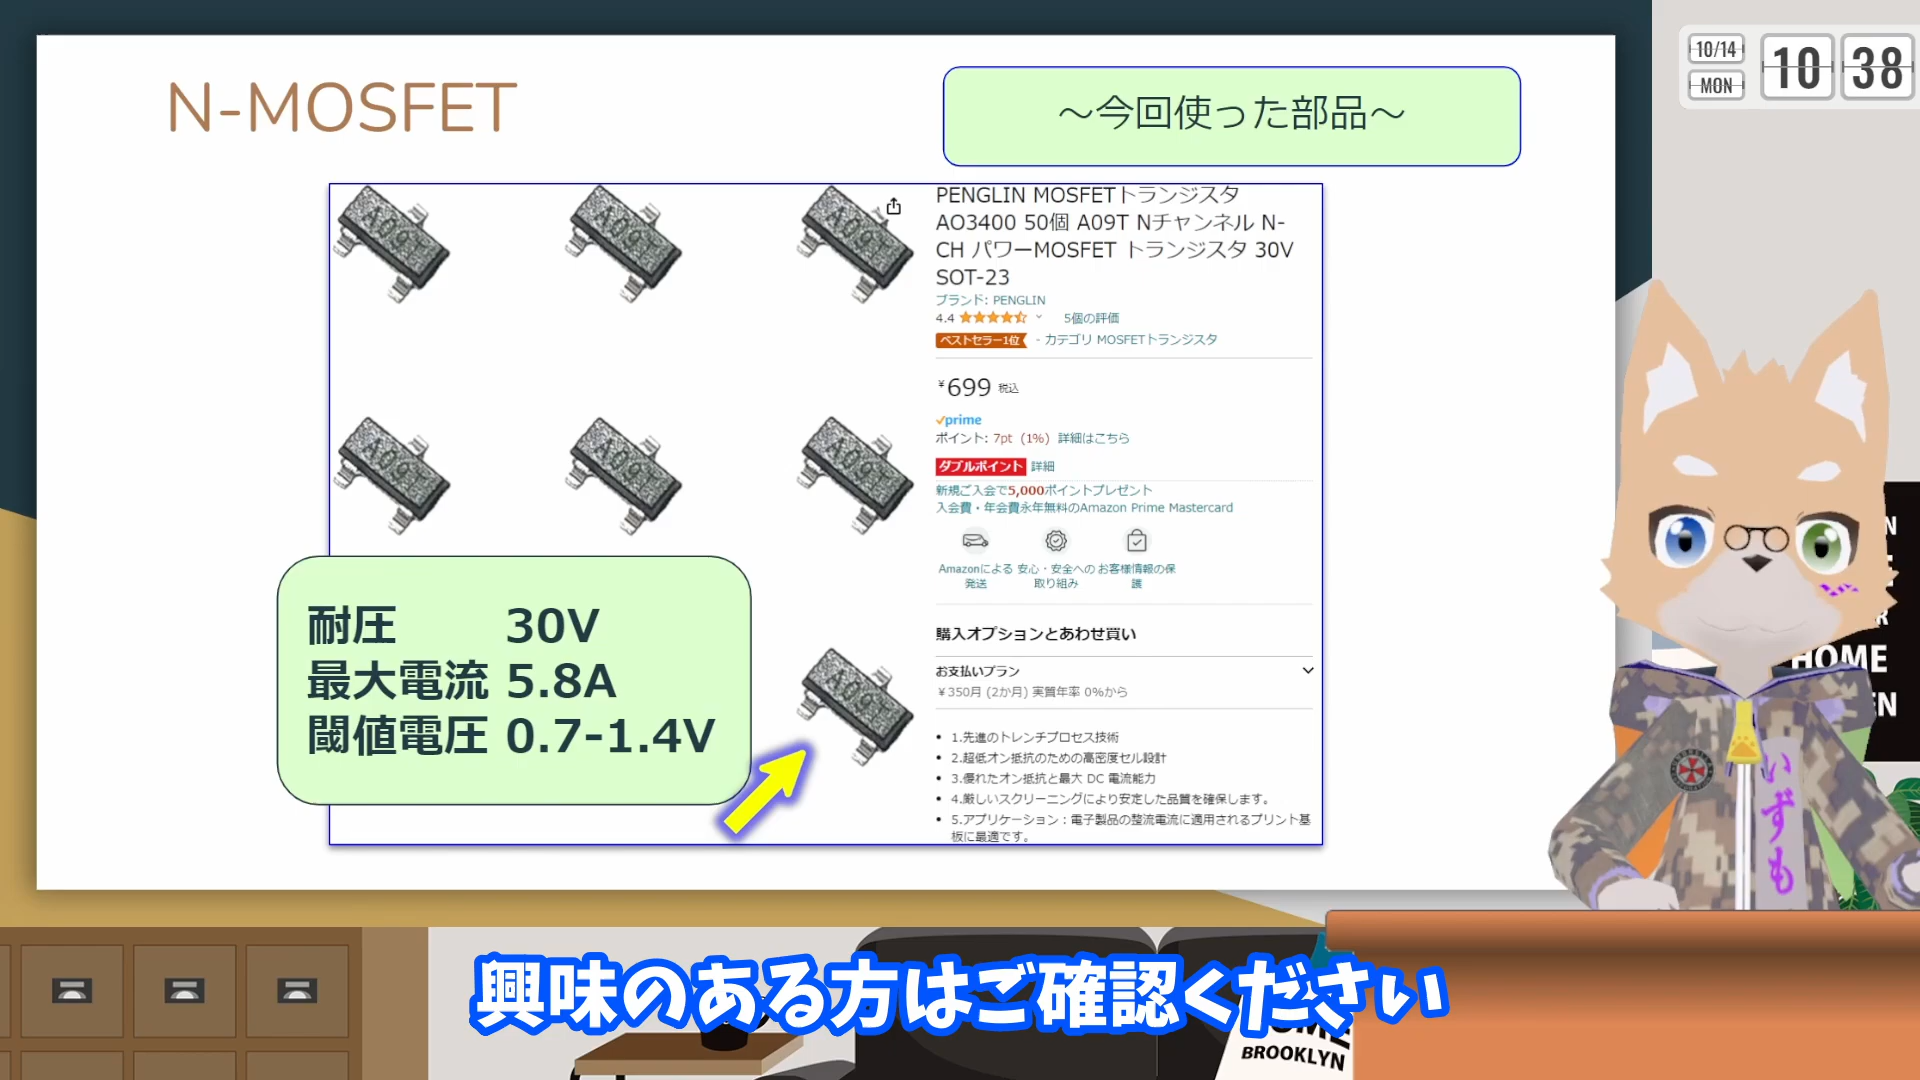 N-MOSFET
～今回使った部品～
10/14
MON
10 38
A09T
A09T
A09T
A09T
A09T
A09T
A09T
PENGLIN MOSFETトランジスタ
AO3400 50個 A09T Nチャンネル N-
CH パワーMOSFET トランジスタ 30V
SOT-23
ブランド: PENGLIN
4.4 5個の評価
ベストセラー1位 - カテゴリ MOSFETトランジスタ
¥699 税込
prime
ポイント: 7pt (1%) 詳細はこちら
ダブルポイント 詳細
新規ご入会で5,000ポイントプレゼント
入会費・年会費永年無料のAmazon Prime Mastercard
Amazonによる発送
安心・安全への取り組み
お客様情報の保護
購入オプションとあわせ買い
お支払いプラン
¥350月 (2か月) 実質年率 0%から
1.先進のトレンチプロセス技術
2.超低オン抵抗のための高密度セル設計
3.優れたオン抵抗と最大 DC 電流能力
4.厳しいスクリーニングにより安定した品質を確保します。
5.アプリケーション：電子製品の整流電流に適用されるプリント基
板に最適です。
耐圧 30V
最大電流 5.8A
閾値電圧 0.7-1.4V
HOME
いずも
興味のある方はご確認ください
BROOKLYN